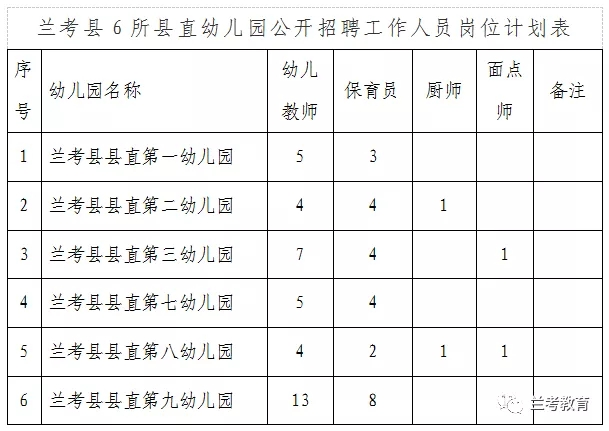 兰考县6所县直幼儿园公开招聘工作人员岗位计划表
序号 幼儿园名称 幼儿教师 保育员 厨师 面点师 备注
1 兰考县县直第一幼儿园 5 3
2 兰考县县直第二幼儿园 4 4 1
3 兰考县县直第三幼儿园 7 4 1
4 兰考县县直第七幼儿园 5 4
5 兰考县县直第八幼儿园 4 2 1 1
6 兰考县县直第九幼儿园 13 8
兰考教育